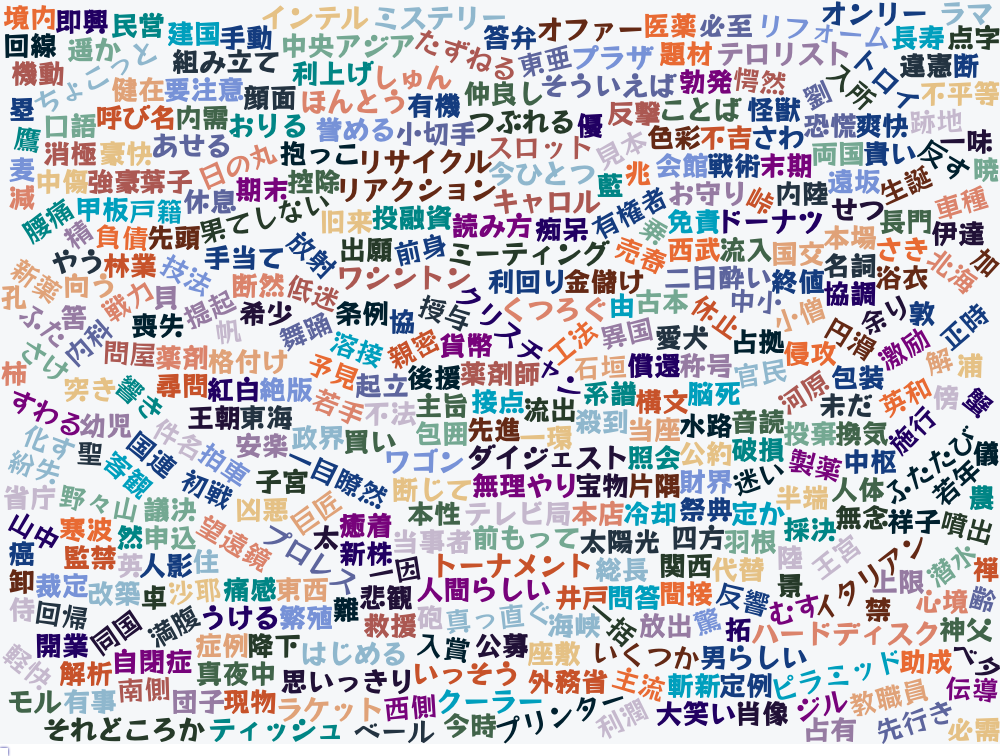 境内 即興 民営 建国 手動 インテル ミステリー 答弁 オファー 医薬 必至 リフォーム オンリー ラマ
回線 遥か ちょこっと 組み立て 中央アジア たずねる 東亜 プラザ 題材 テロリスト トロイ 長寿 点字
機動 健在 要注意 顔面 利上げ しゅん 仲良し そういえば 勃発 愕然 劉 入所 違憲 断 不平等
塁 口語 呼び名 内需 おりる ほんとう 有機 つぶれる 優 反撃 ことば 怪獣 恐慌 爽快 跡地
鷹 消極 豪快 あせる 誉める 小切手 スロット 見本 色彩 不吉 さわ 両国 貴い 反す 一味
麦 中傷 強豪 葉子 日の丸 抱っこ リサイクル 今ひとつ 藍 兆 会館 戦術 末期 遠坂 生誕 暁
減 腰痛 甲板 戸籍 休息 期末 控除 リアクション キャロル 有権者 お守り 峠 内陸 せつ 長門 車種
精 負債 先頭 果てしない 旧来 投融資 読み方 痴呆 乗 免責 ドーナツ 本場 さき 伊達
やう 林業 手当て 放射 出願 前身 ミーティング 売春 西武 流入 国交 名詞 浴衣 北海 加
新薬 向う 技法 断然 低迷 ワシントン 利回り 金儲け 二日酔い 終値 協調
孔 ふた 筈 戦力 貝 提起 希少 条例 協 授与 クリスチャン くつろぐ 由 古本 休止 中小 小僧 円滑 余り 敦 正時
内科 喪失 帆 舞踊 溶接 親密 貨幣 工法 異国 愛犬 占拠 激励
さけ 問屋 薬剤 格付け 予見 起立 後援 薬剤師 石垣 償還 称号 官民 侵攻 河原 包装 解 浦
柿 突き 響き 尋問 紅白 絶版 若手 不法 主旨 接点 流出 系譜 構文 脳死 未だ 英和 傍 賢
すわる 幼児 王朝 東海 包囲 先進 一環 殺到 当座 水路 音読 投棄 換気 施行
化す 聖 国連 件名 拍車 安楽 政界 買い ワゴン ダイジェスト 照会 公約 破損 製薬 中枢 ふたたび 儀
紛失 客観 初戦 子宮 一目瞭然 断じて 無理やり 宝物 片隅 財界 迷い 半端 人体 若年 農
省庁 野々山 議決 凶悪 巨匠 本性 テレビ局 本店 冷却 祭典 定か 採決 無念 祥子 噴出
山中 寒波 然 申込 望遠鏡 プロレス 太 癒着 当事者 前もって 太陽光 四方 羽根 陸 王宮 イタリアン
癌 監禁 英 人影 住 新株 一因 トーナメント 総長 関西 代替 景 上限 潜水 禅
卸 裁定 改築 卓 沙耶 痛感 東西 悲観 人間らしい 井戸 問答 間接 反響 むす 禁 心境 齢
侍 回帰 同国 満腹 うける 繁殖 難 救援 砲 真っ直ぐ 海峡 一括 放出 驚 拓 ハードディスク 神父
開業 症例 降下 はじめる 入賞 公募 座敷 いくつか 男らしい ベタ
軽快 解析 自閉症 真夜中 思いっきり いっそう 外務省 主流 斬新 定例 ピラミッド 助成 伝導
モル 有事 南側 団子 現物 ラケット 西側 クーラー 利潤 大笑い 肖像 ジル 教職員
それどころか ティッシュ ベール 今時 プリンター 占有 先行き 必需